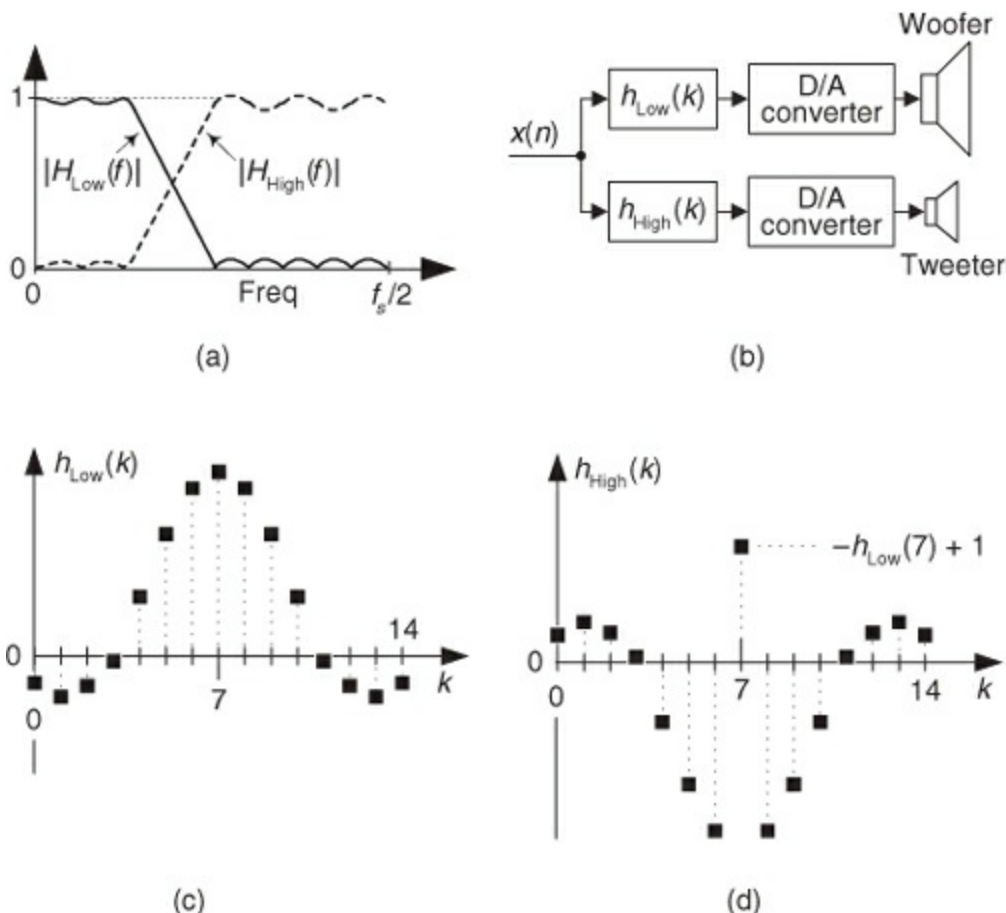 1
|H_Low(f)|
|H_High(f)|
0
0
Freq
f_s/2
(a)
Woofer
x(n)
h_Low(k)
D/A
converter
h_High(k)
D/A
converter
Tweeter
(b)
h_Low(k)
14
0
7
k
0
(c)
h_High(k)
−h_Low(7) + 1
0
0
7
14
k
(d)